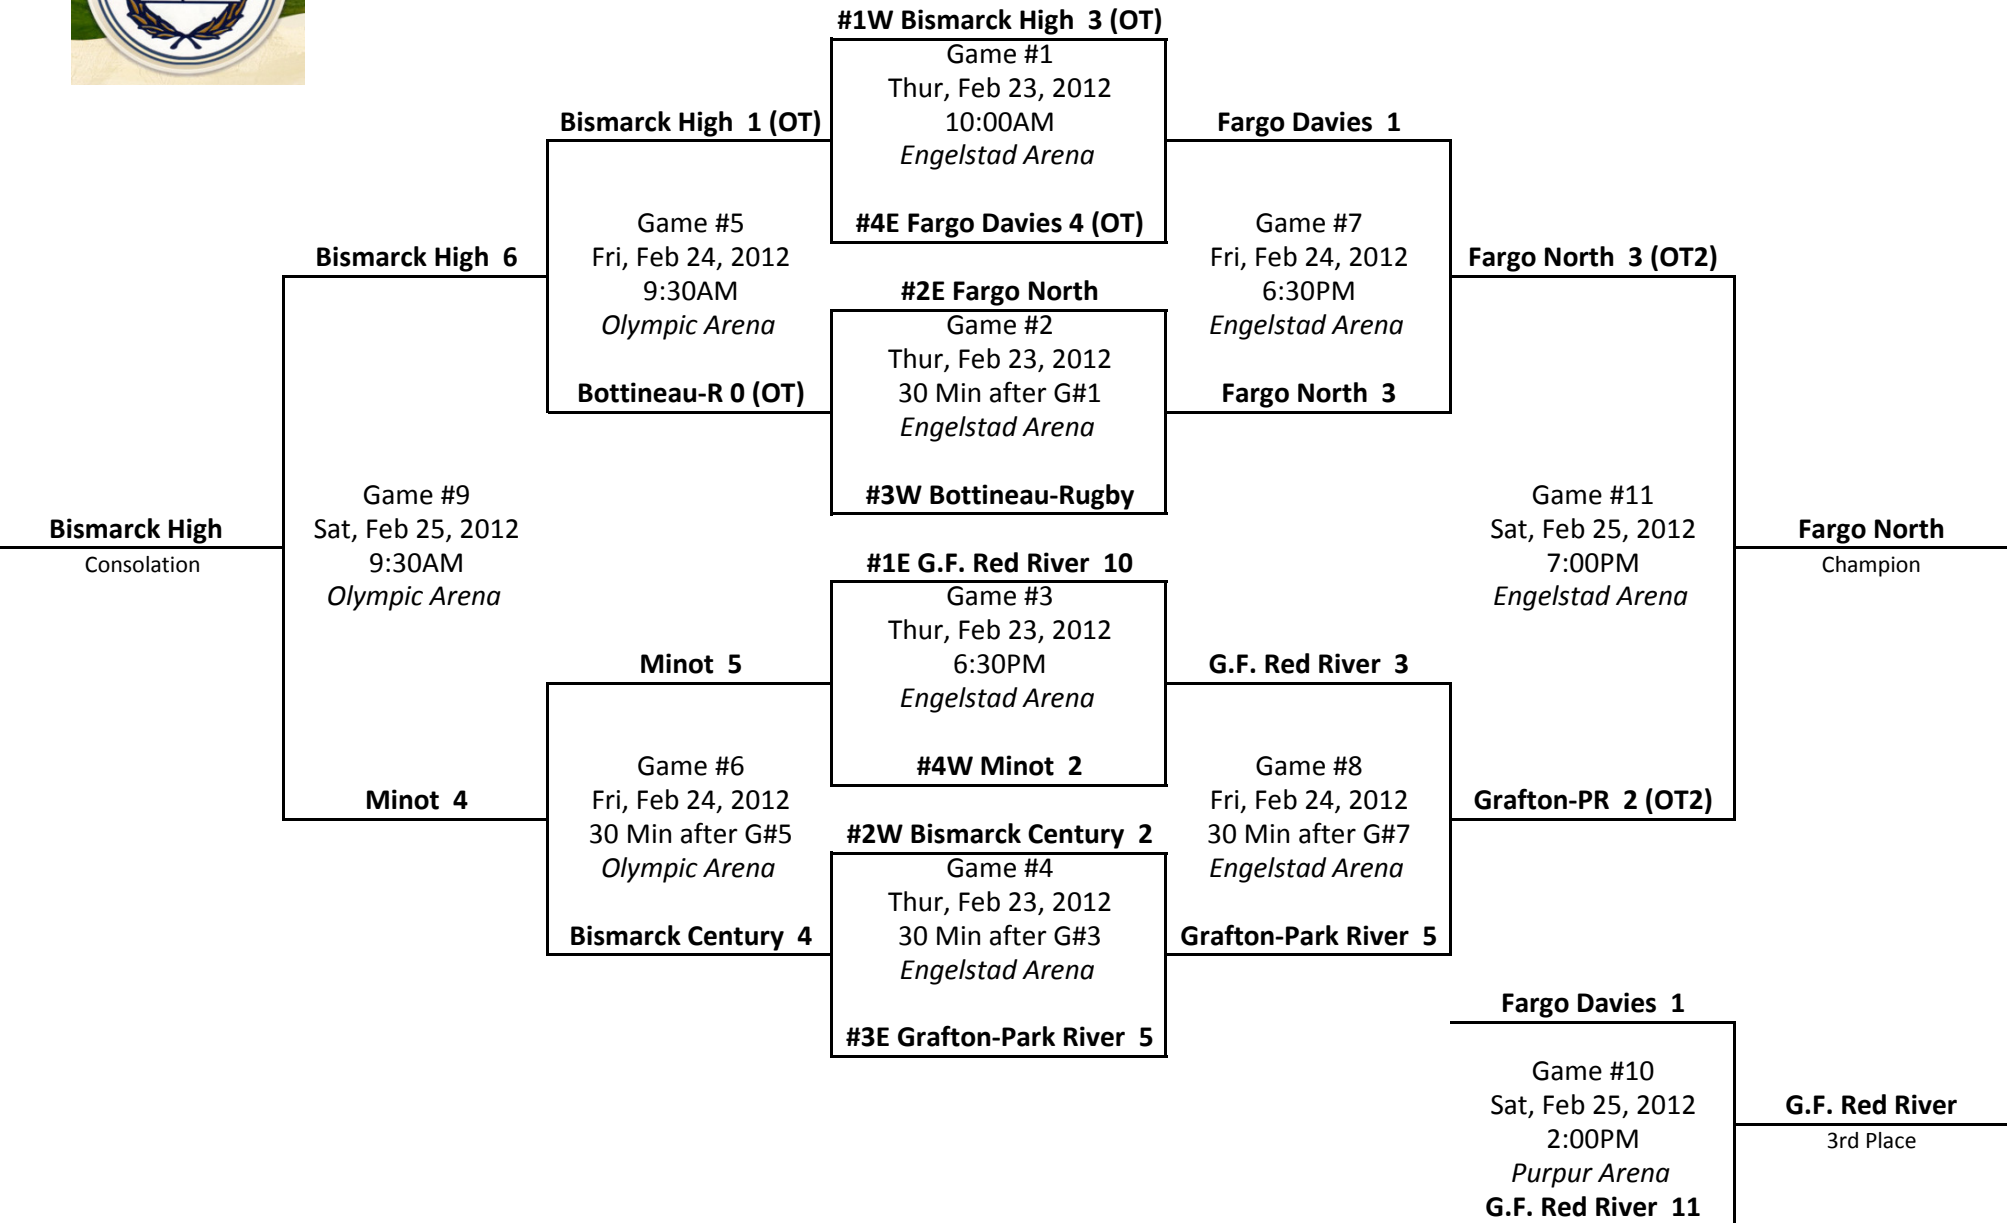 #1W Bismarck High  3 (OT)
Game #1
Thur, Feb 23, 2012
10:00AM
Engelstad Arena
#4E Fargo Davies 4 (OT)
#2E Fargo North
Game #2
Thur, Feb 23, 2012
30 Min after G#1
Engelstad Arena
#3W Bottineau-Rugby
#1E G.F. Red River  10
Game #3
Thur, Feb 23, 2012
6:30PM
Engelstad Arena
#4W Minot  2
#2W Bismarck Century  2
Game #4
Thur, Feb 23, 2012
30 Min after G#3
Engelstad Arena
#3E Grafton-Park River  5
Bismarck High  1 (OT)
Game #5
Fri, Feb 24, 2012
9:30AM
Olympic Arena
Bottineau-R 0 (OT)
Minot  5
Game #6
Fri, Feb 24, 2012
30 Min after G#5
Olympic Arena
Bismarck Century  4
Bismarck High  6
Game #9
Sat, Feb 25, 2012
9:30AM
Olympic Arena
Minot  4
Bismarck High
Consolation
Fargo Davies  1
Game #7
Fri, Feb 24, 2012
6:30PM
Engelstad Arena
Fargo North  3
G.F. Red River  3
Game #8
Fri, Feb 24, 2012
30 Min after G#7
Engelstad Arena
Grafton-Park River  5
Fargo North  3 (OT2)
Game #11
Sat, Feb 25, 2012
7:00PM
Engelstad Arena
Grafton-PR  2 (OT2)
Fargo North
Champion
Fargo Davies  1
Game #10
Sat, Feb 25, 2012
2:00PM
Purpur Arena
G.F. Red River  11
G.F. Red River
3rd Place